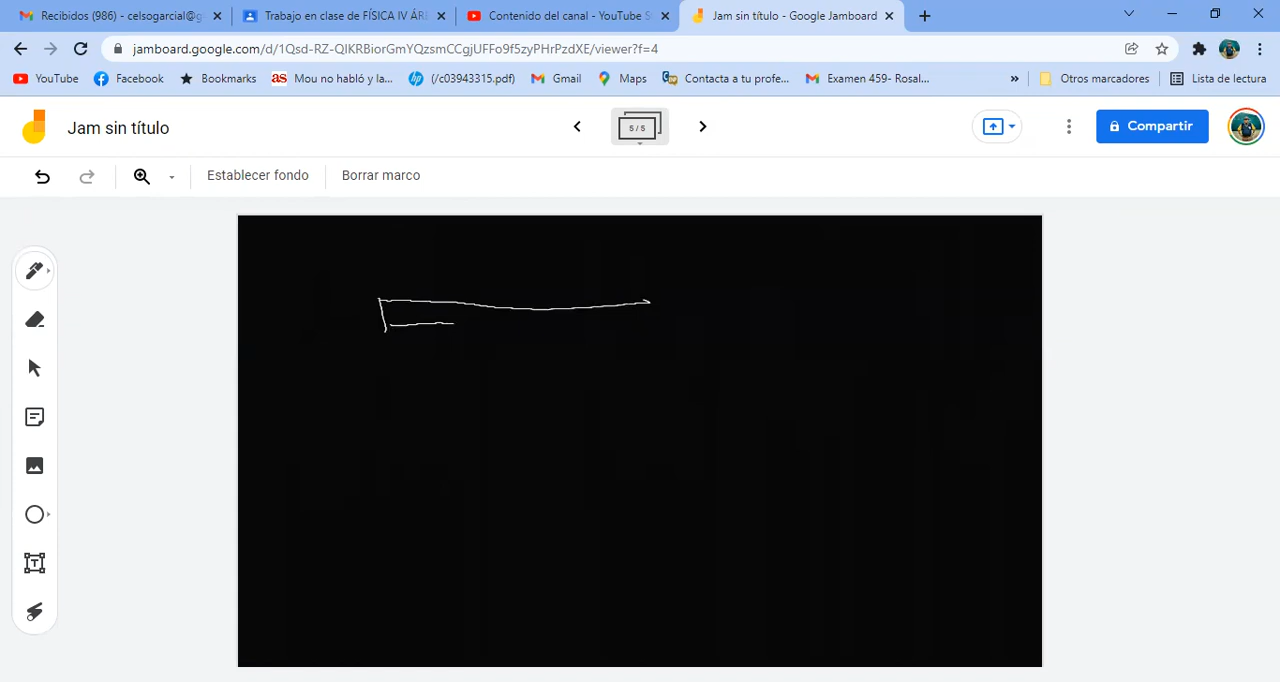 Recibidos (986) - celsogarcial@g
Trabajo en clase de FÍSICA IV ÁRE
Contenido del canal - YouTube S
Jam sin título - Google Jamboard
jamboard.google.com/d/1Qsd-RZ-QIKRBiorGmYQzsmCCgjUFFo9f5zyPHrPzdXE/viewer?f=4
YouTube
Facebook
Bookmarks
as Mou no habló y la...
hp (/c03943315.pdf)
Gmail
Maps
Contacta a tu profe...
Examen 459- Rosal...
»
Otros marcadores
Lista de lectura
Jam sin título
5 / 5
Compartir
Establecer fondo
Borrar marco